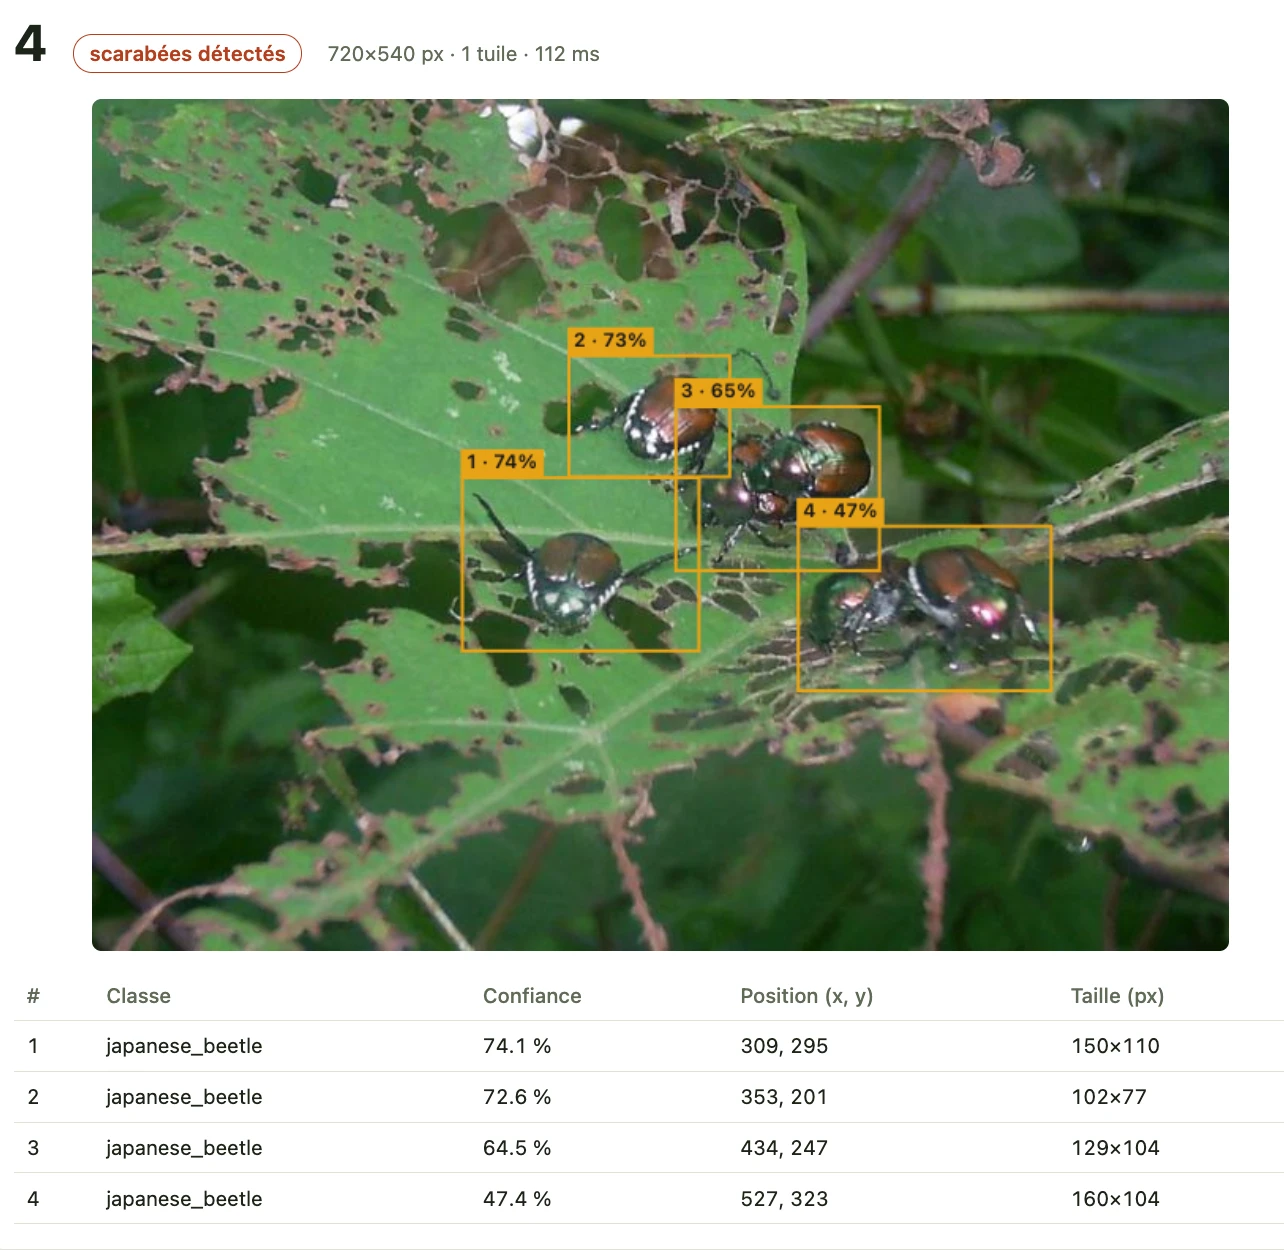 4 scarabées détectés 720×540 px · 1 tuile · 112 ms
2 · 73%
3 · 65%
1 · 74%
4 · 47%
# Classe Confiance Position (x, y) Taille (px)
1 japanese_beetle 74.1 % 309, 295 150×110
2 japanese_beetle 72.6 % 353, 201 102×77
3 japanese_beetle 64.5 % 434, 247 129×104
4 japanese_beetle 47.4 % 527, 323 160×104